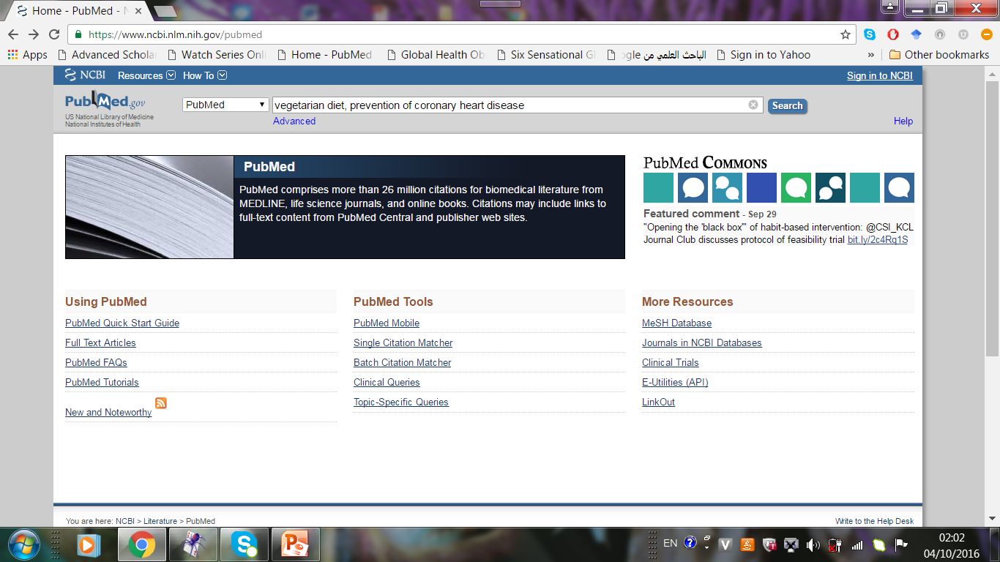 Home - PubMed - N
https://www.ncbi.nlm.nih.gov/pubmed
Apps Advanced Schola Watch Series Onli Home - PubMed Global Health Ob Six Sensational Gl ogle الباحث العلمي من Sign in to Yahoo » Other bookmarks
NCBI Resources How To Sign in to NCBI
PubMed.gov
US National Library of Medicine
National Institutes of Health
PubMed vegetarian diet, prevention of coronary heart disease Search
Advanced Help
PubMed
PubMed comprises more than 26 million citations for biomedical literature from
MEDLINE, life science journals, and online books. Citations may include links to
full-text content from PubMed Central and publisher web sites.
PubMed Commons
Featured comment - Sep 29
"Opening the 'black box'" of habit-based intervention: @CSI_KCL
Journal Club discusses protocol of feasibility trial bit.ly/2c4Rq1S
Using PubMed
PubMed Quick Start Guide
Full Text Articles
PubMed FAQs
PubMed Tutorials
New and Noteworthy
PubMed Tools
PubMed Mobile
Single Citation Matcher
Batch Citation Matcher
Clinical Queries
Topic-Specific Queries
More Resources
MeSH Database
Journals in NCBI Databases
Clinical Trials
E-Utilities (API)
LinkOut
You are here: NCBI > Literature > PubMed
Write to the Help Desk
EN
02:02
04/10/2016